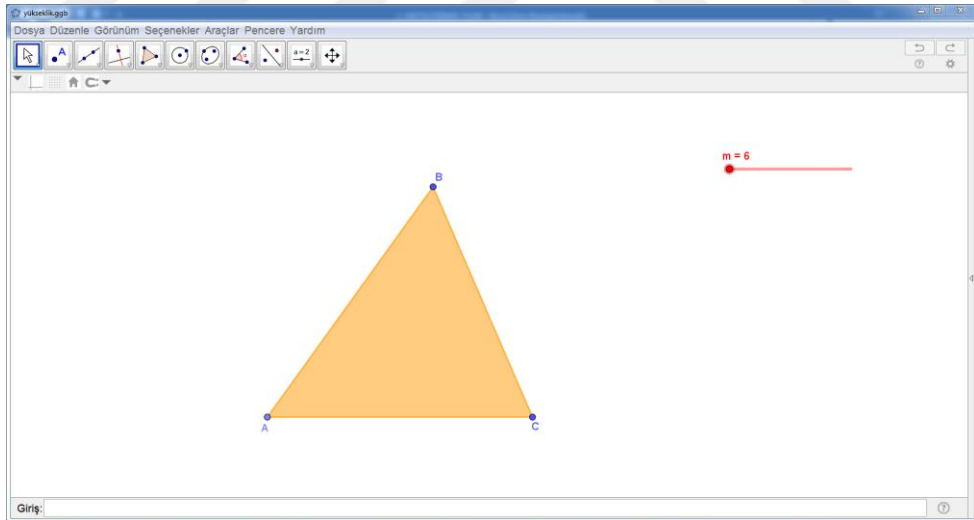 yükseklik.ggb
Dosya Düzenle Görünüm Seçenekler Araçlar Pencere Yardım
A
a=2
m = 6
B
A
C
Giriş: